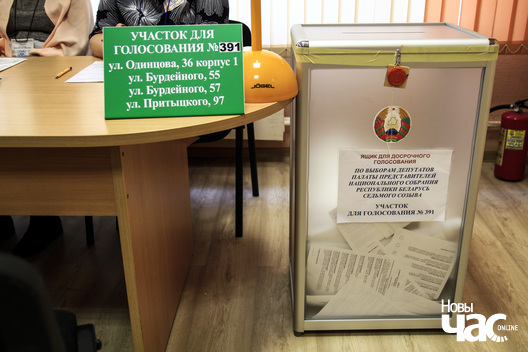 УЧАСТОК ДЛЯ
ГОЛОСОВАНИЯ №391
ул. Одинцова, 36 корпус 1
ул. Бурдейного, 55
ул. Бурдейного, 57
ул. Притыцкого, 97
JÖGEL
ЯЩИК ДЛЯ ДОСРОЧНОГО
ГОЛОСОВАНИЯ
ПО ВЫБОРАМ ДЕПУТАТОВ
ПАЛАТЫ ПРЕДСТАВИТЕЛЕЙ
НАЦИОНАЛЬНОГО СОБРАНИЯ
РЕСПУБЛИКИ БЕЛАРУСЬ
СЕДЬМОГО СОЗЫВА
УЧАСТОК
ДЛЯ ГОЛОСОВАНИЯ № 391
Новы
Час
ONLINE